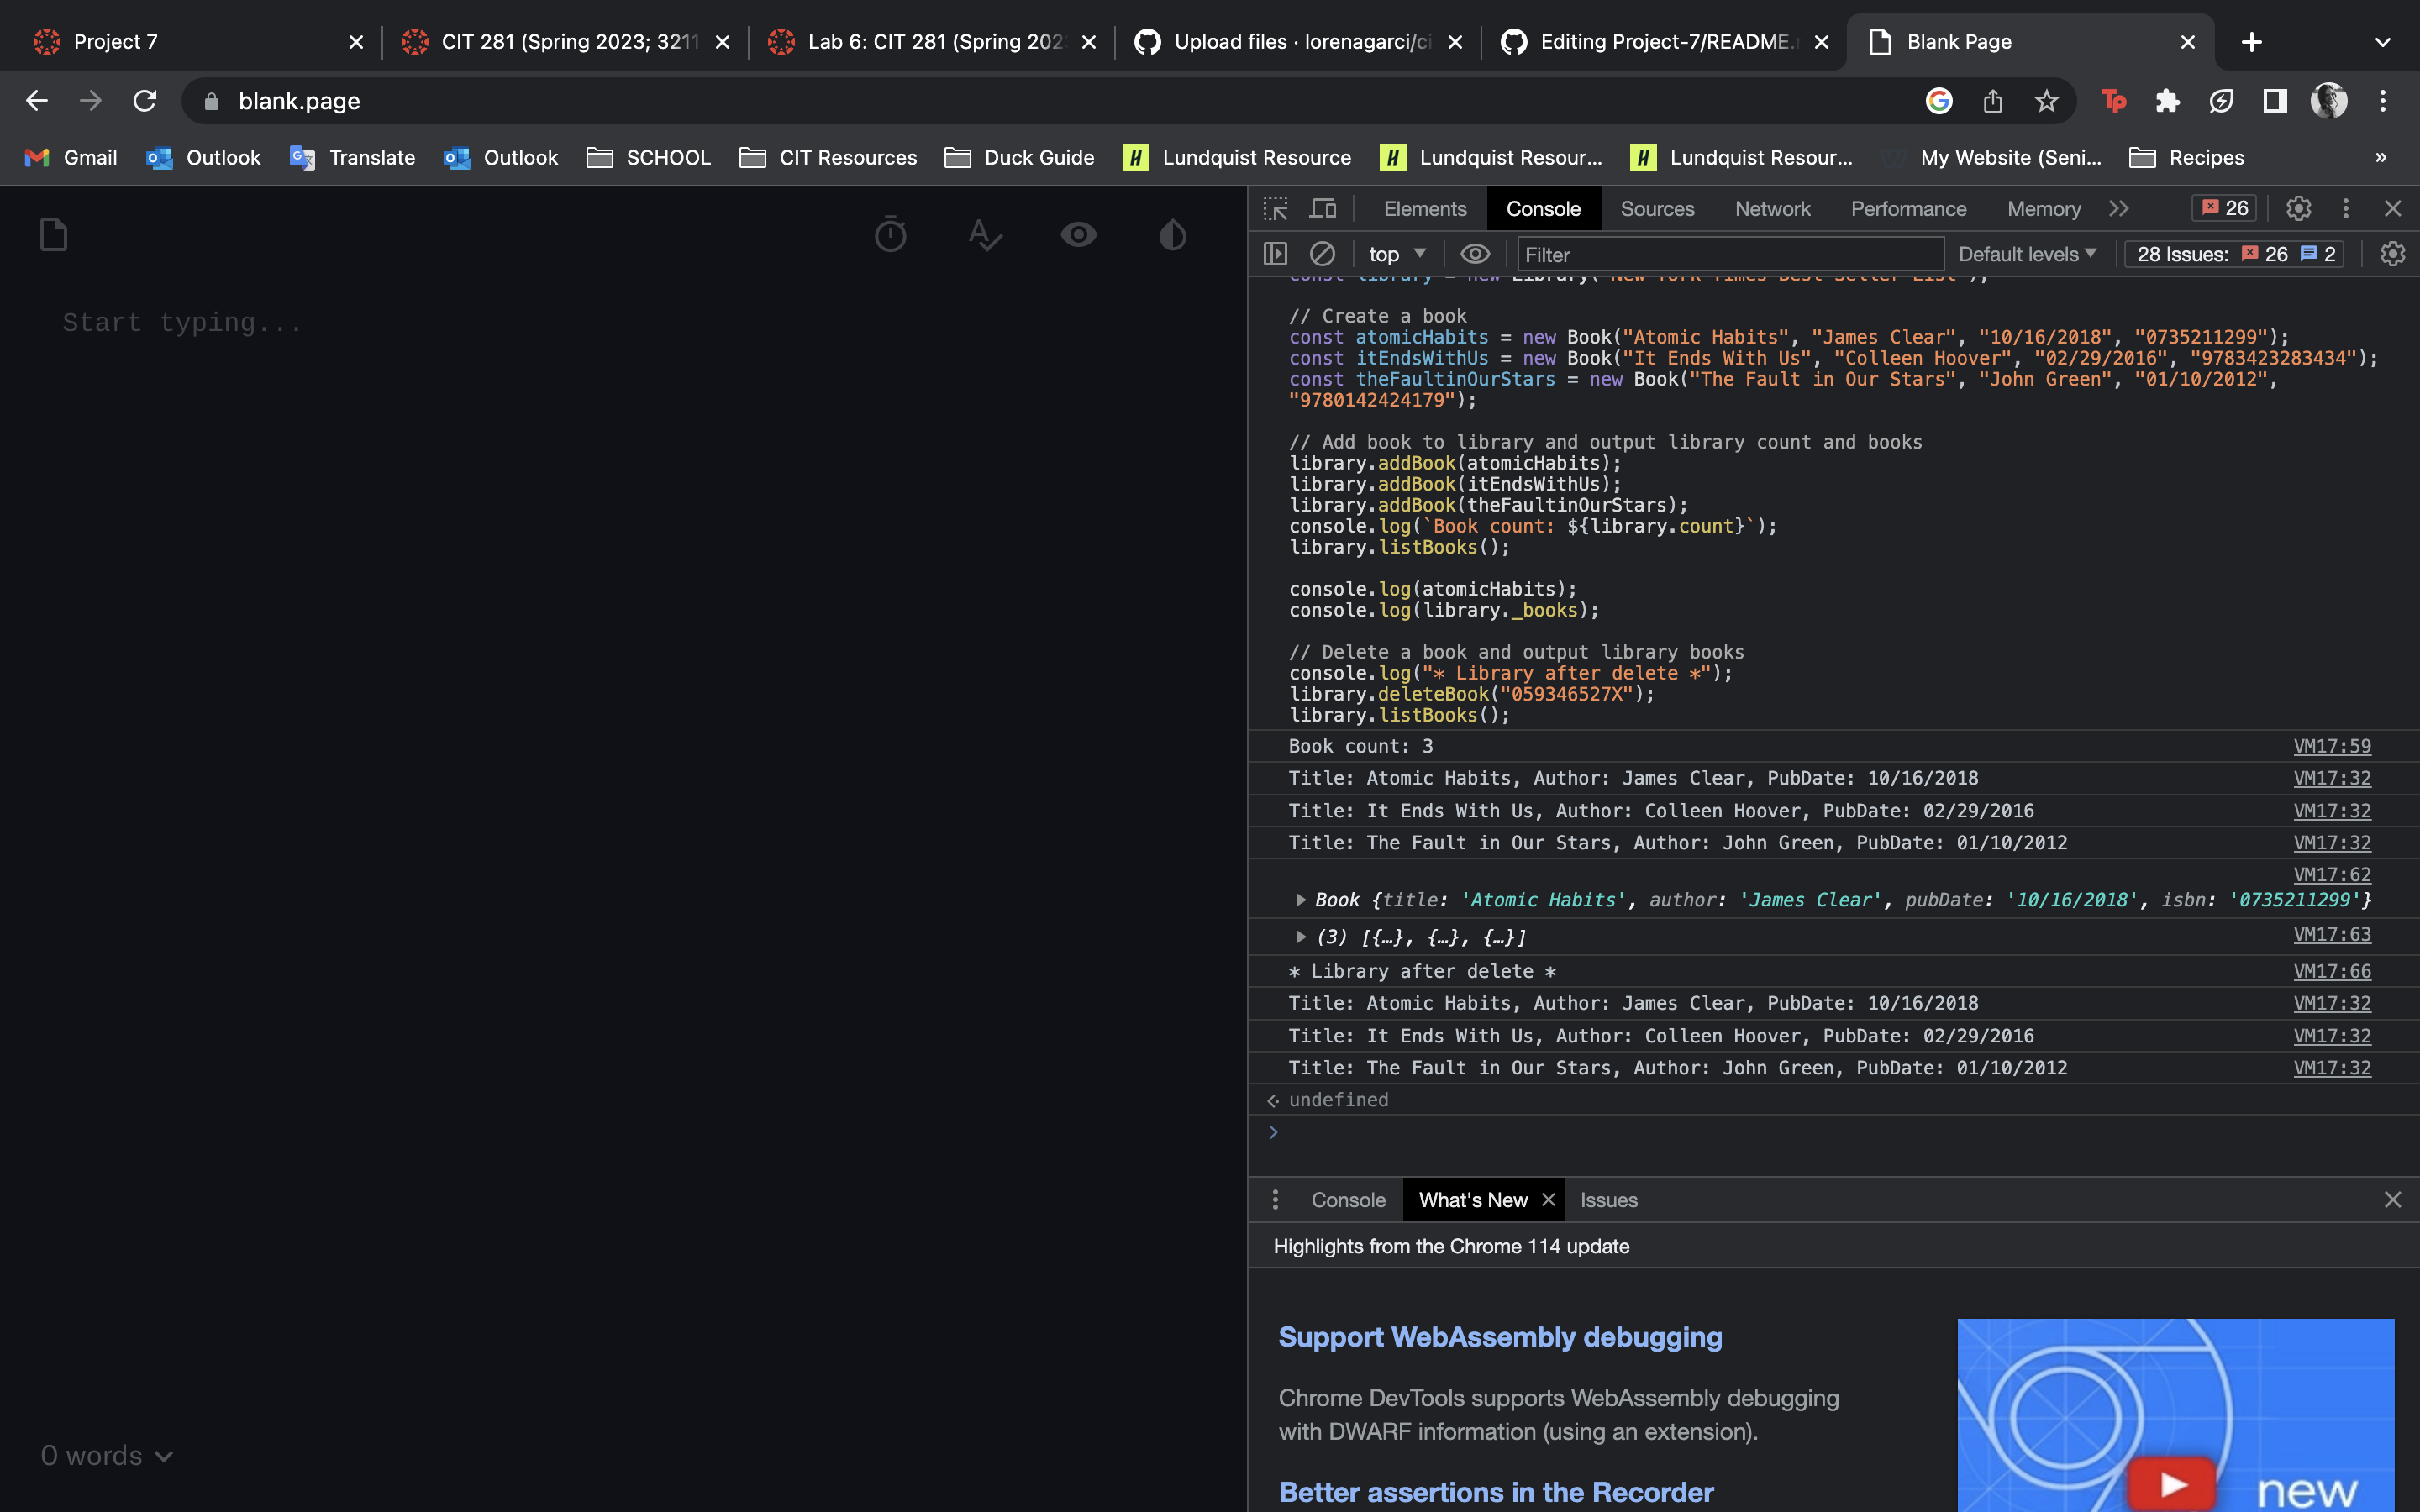 Project 7
CIT 281 (Spring 2023; 3211
Lab 6: CIT 281 (Spring 202
Upload files · lorenagarci/ci
Editing Project-7/README.
Blank Page
blank.page
Gmail
Outlook
Translate
Outlook
SCHOOL
CIT Resources
Duck Guide
Lundquist Resource
Lundquist Resour...
Lundquist Resour...
My Website (Seni...
Recipes
»
Start typing...
0 words
Elements
Console
Sources
Network
Performance
Memory
26
top
Filter
Default levels
28 Issues: 26 2
const library = new Library("New York Times Best Seller List");
// Create a book
const atomicHabits = new Book("Atomic Habits", "James Clear", "10/16/2018", "0735211299");
const itEndsWithUs = new Book("It Ends With Us", "Colleen Hoover", "02/29/2016", "9783423283434");
const theFaultinOurStars = new Book("The Fault in Our Stars", "John Green", "01/10/2012",
"9780142424179");
// Add book to library and output library count and books
library.addBook(atomicHabits);
library.addBook(itEndsWithUs);
library.addBook(theFaultinOurStars);
console.log(`Book count: ${library.count}`);
library.listBooks();
console.log(atomicHabits);
console.log(library._books);
// Delete a book and output library books
console.log("* Library after delete *");
library.deleteBook("059346527X");
library.listBooks();
Book count: 3 VM17:59
Title: Atomic Habits, Author: James Clear, PubDate: 10/16/2018 VM17:32
Title: It Ends With Us, Author: Colleen Hoover, PubDate: 02/29/2016 VM17:32
Title: The Fault in Our Stars, Author: John Green, PubDate: 01/10/2012 VM17:32
VM17:62
Book {title: 'Atomic Habits', author: 'James Clear', pubDate: '10/16/2018', isbn: '0735211299'}
(3) [{…}, {…}, {…}] VM17:63
* Library after delete * VM17:66
Title: Atomic Habits, Author: James Clear, PubDate: 10/16/2018 VM17:32
Title: It Ends With Us, Author: Colleen Hoover, PubDate: 02/29/2016 VM17:32
Title: The Fault in Our Stars, Author: John Green, PubDate: 01/10/2012 VM17:32
undefined
Console
What's New
Issues
Highlights from the Chrome 114 update
Support WebAssembly debugging
Chrome DevTools supports WebAssembly debugging
with DWARF information (using an extension).
Better assertions in the Recorder
new